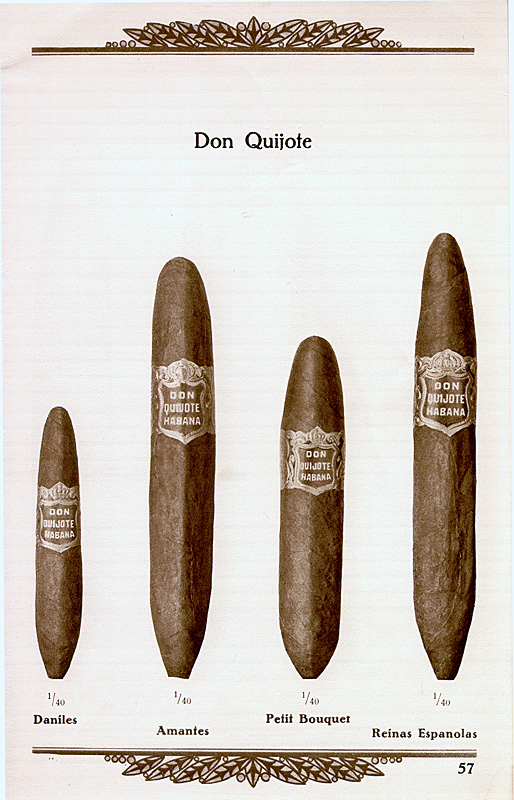 Don Quijote
DON
QUIJOTE
HABANA
DON
QUIJOTE
HABANA
DON
QUIJOTE
HABANA
DON
QUIJOTE
HABANA
1/40
Daniles
1/40
Amantes
1/40
Petit Bouquet
1/40
Reinas Espanolas
57